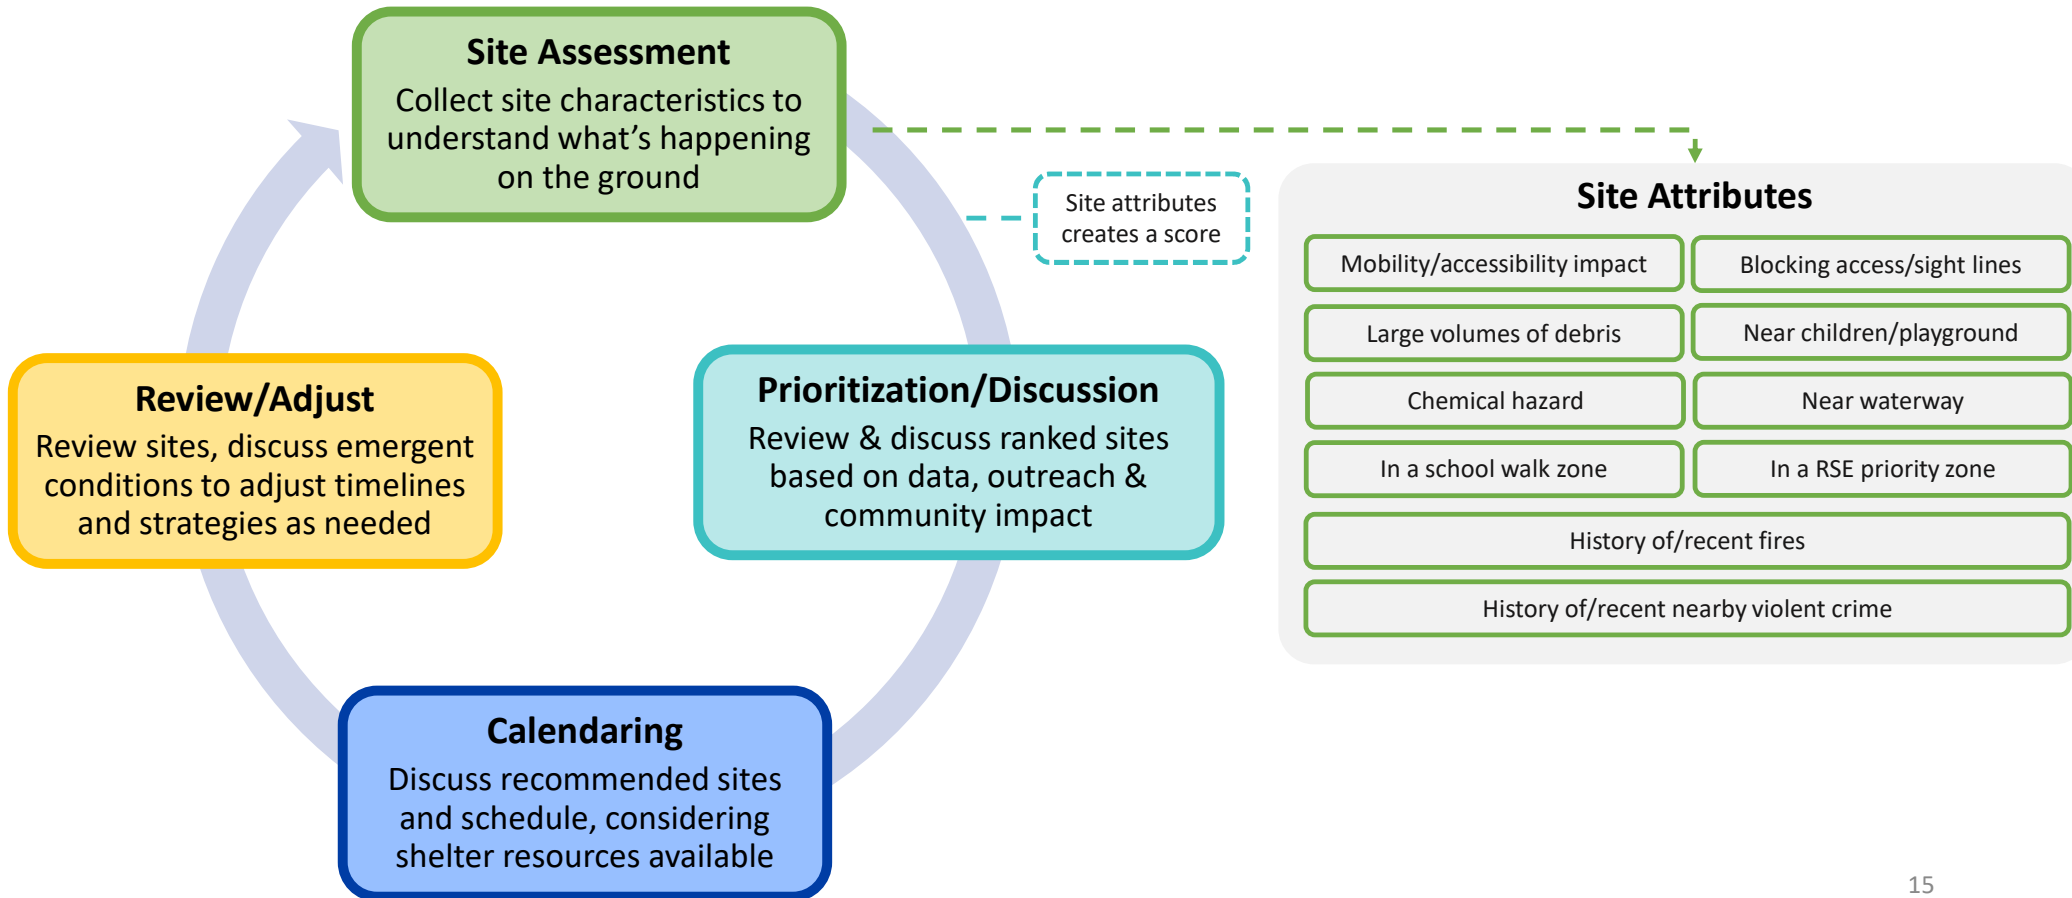 Site Assessment
Collect site characteristics to
understand what's happening
on the ground
Site attributes
creates a score
Prioritization/Discussion
Review & discuss ranked sites
based on data, outreach &
community impact
Calendaring
Discuss recommended sites
and schedule, considering
shelter resources available
Review/Adjust
Review sites, discuss emergent
conditions to adjust timelines
and strategies as needed
Site Attributes
Mobility/accessibility impact
Blocking access/sight lines
Large volumes of debris
Near children/playground
Chemical hazard
Near waterway
In a school walk zone
In a RSE priority zone
History of/recent fires
History of/recent nearby violent crime
15